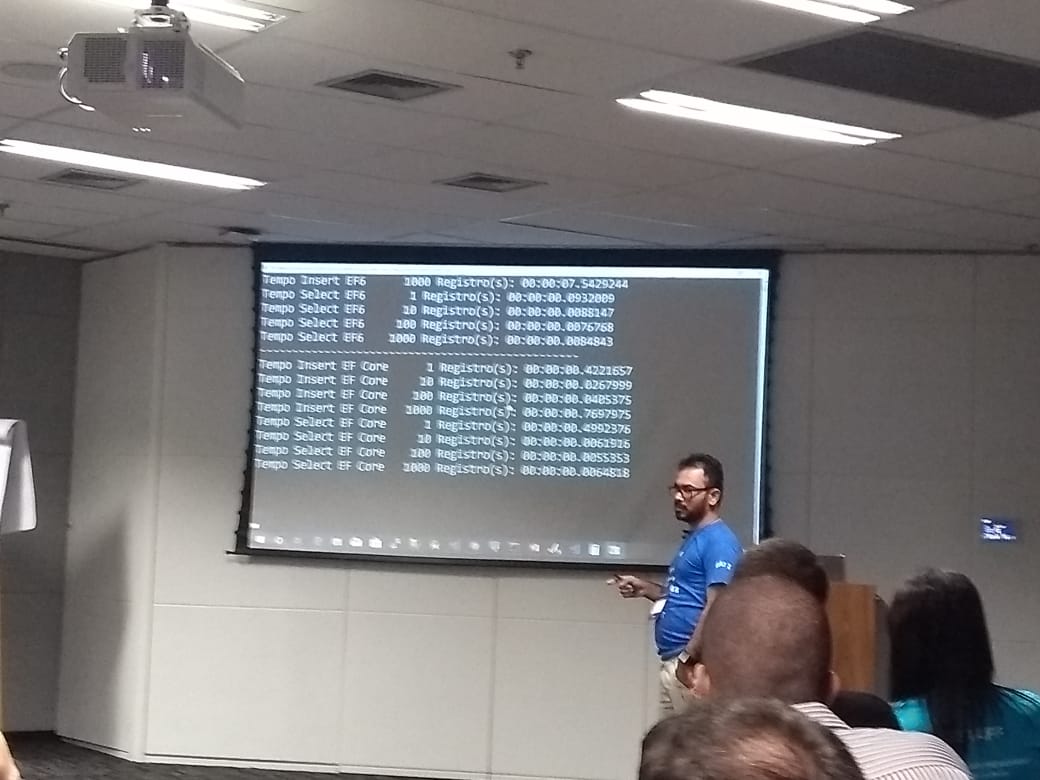 Tempo Insert EF6 1000 Registro(s): 00:00:07.5429244
Tempo Select EF6 1 Registro(s): 00:00:00.0932009
Tempo Select EF6 10 Registro(s): 00:00:00.0088147
Tempo Select EF6 100 Registro(s): 00:00:00.0076768
Tempo Select EF6 1000 Registro(s): 00:00:00.0084843
--------------------------------------------------
Tempo Insert EF Core 1 Registro(s): 00:00:00.4221657
Tempo Insert EF Core 10 Registro(s): 00:00:00.0267999
Tempo Insert EF Core 100 Registro(s): 00:00:00.0405375
Tempo Insert EF Core 1000 Registro(s): 00:00:00.7697975
Tempo Select EF Core 1 Registro(s): 00:00:00.4992376
Tempo Select EF Core 10 Registro(s): 00:00:00.0061916
Tempo Select EF Core 100 Registro(s): 00:00:00.0055353
Tempo Select EF Core 1000 Registro(s): 00:00:00.0064818